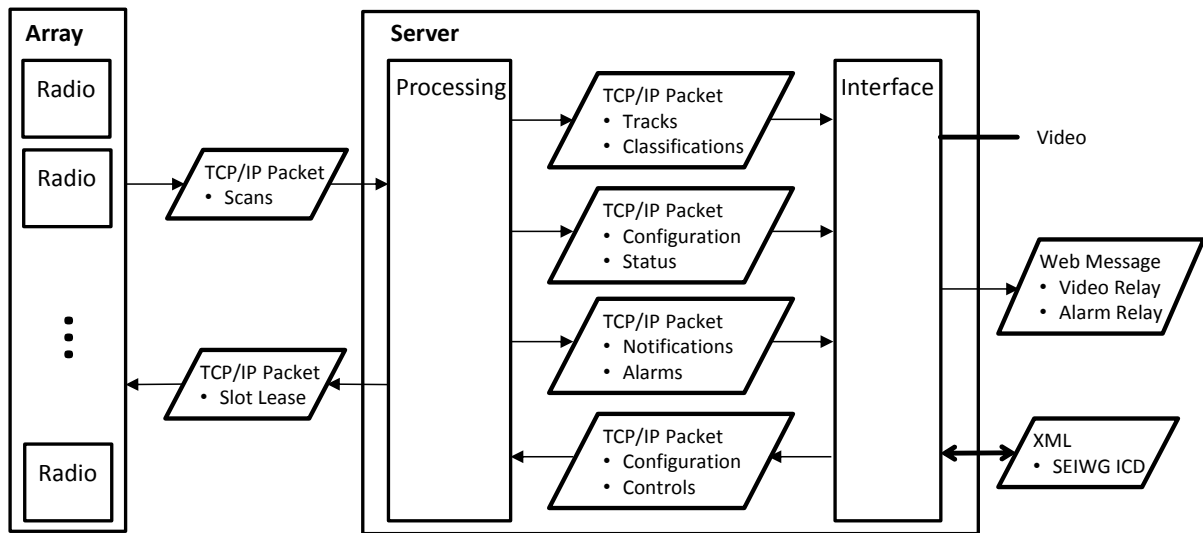 Array
Radio
Radio
Radio
TCP/IP Packet
• Scans
TCP/IP Packet
• Slot Lease
Server
Processing
TCP/IP Packet
• Tracks
• Classifications
TCP/IP Packet
• Configuration
• Status
TCP/IP Packet
• Notifications
• Alarms
TCP/IP Packet
• Configuration
• Controls
Interface
Video
Web Message
• Video Relay
• Alarm Relay
XML
• SEIWG ICD